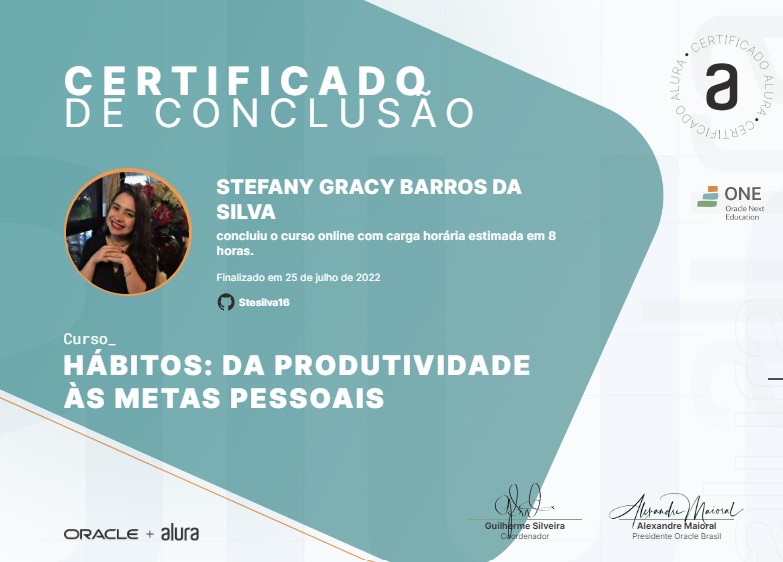 CERTIFICADO
DE CONCLUSÃO
CERTIFICADO ALURA • CERTIFICADO ALURA •
a
STEFANY GRACY BARROS DA
SILVA
concluiu o curso online com carga horária estimada em 8
horas.
Finalizado em 25 de julho de 2022
Stesilva16
ONE
Oracle Next
Education
Curso_
HÁBITOS: DA PRODUTIVIDADE
ÀS METAS PESSOAIS
ORACLE + alura
Guilherme Silveira
Coordenador
Alexandre Maioral
Alexandre Maioral
Presidente Oracle Brasil